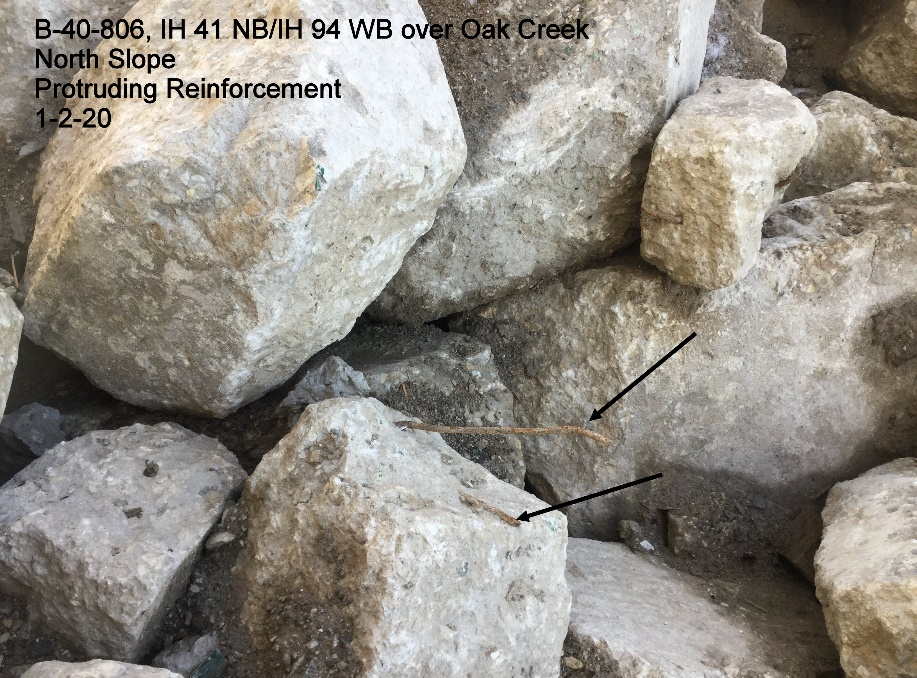 B-40-806, IH 41 NB/IH 94 WB over Oak Creek
North Slope
Protruding Reinforcement
1-2-20